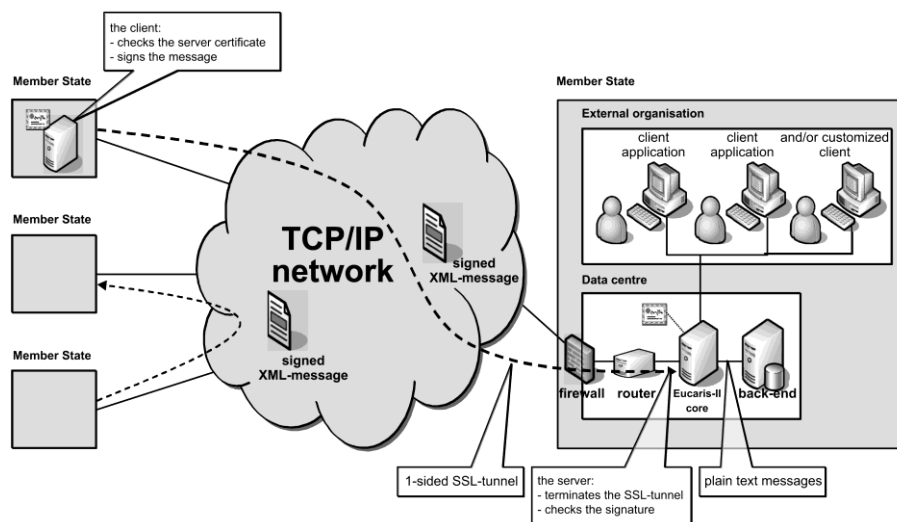 the client:
- checks the server certificate
- signs the message
Member State
Member State
External organisation
client
application
client
application
and/or customized
client
Member State
TCP/IP
network
signed
XML-message
signed
XML-message
Data centre
Member State
firewall
router
Eucaris-II
core
back-end
1-sided SSL-tunnel
the server:
- terminates the SSL-tunnel
- checks the signature
plain text messages